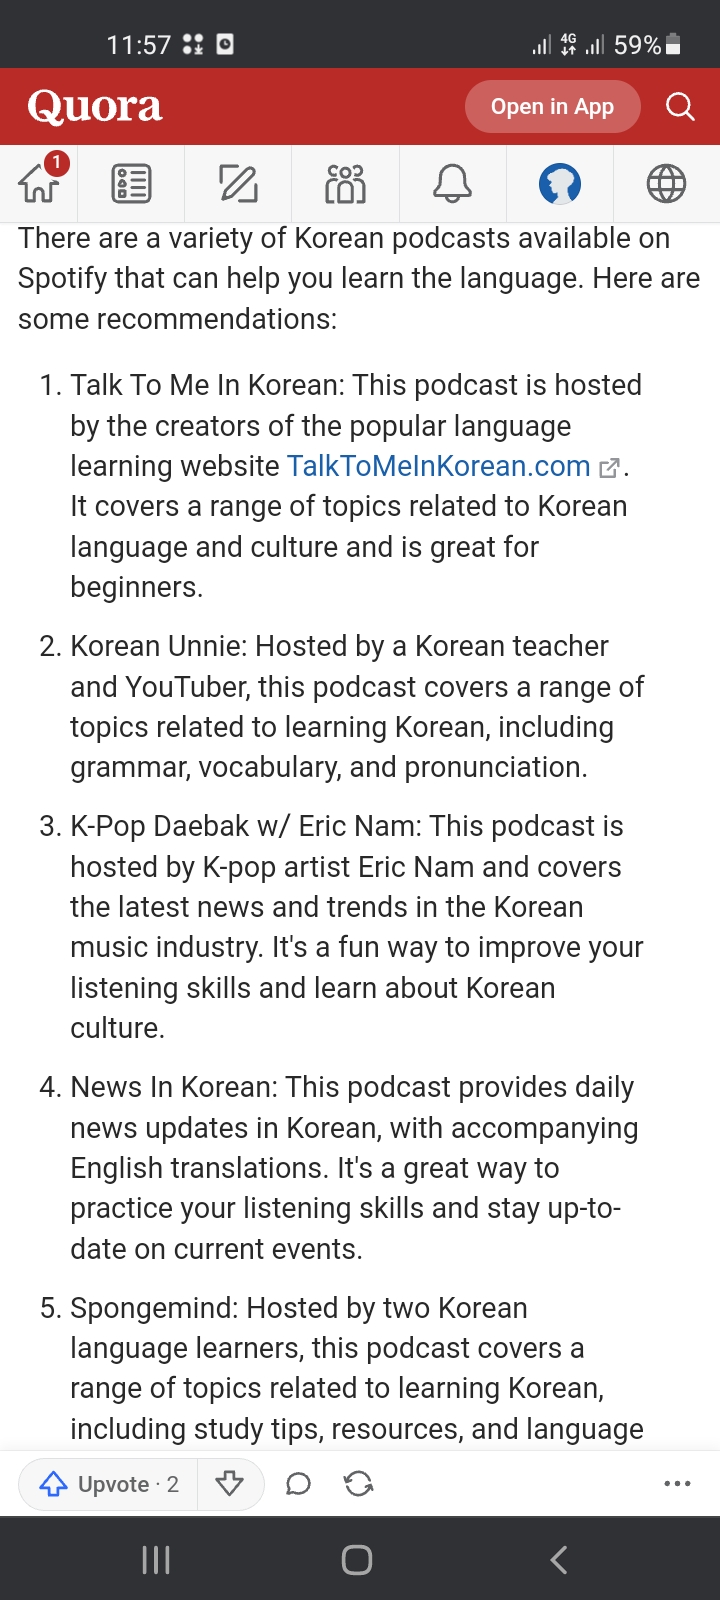 11:57 4G 59%
Quora Open in App
1
There are a variety of Korean podcasts available on
Spotify that can help you learn the language. Here are
some recommendations:
1. Talk To Me In Korean: This podcast is hosted
by the creators of the popular language
learning website TalkToMeInKorean.com.
It covers a range of topics related to Korean
language and culture and is great for
beginners.
2. Korean Unnie: Hosted by a Korean teacher
and YouTuber, this podcast covers a range of
topics related to learning Korean, including
grammar, vocabulary, and pronunciation.
3. K-Pop Daebak w/ Eric Nam: This podcast is
hosted by K-pop artist Eric Nam and covers
the latest news and trends in the Korean
music industry. It's a fun way to improve your
listening skills and learn about Korean
culture.
4. News In Korean: This podcast provides daily
news updates in Korean, with accompanying
English translations. It's a great way to
practice your listening skills and stay up-to-
date on current events.
5. Spongemind: Hosted by two Korean
language learners, this podcast covers a
range of topics related to learning Korean,
including study tips, resources, and language
Upvote · 2